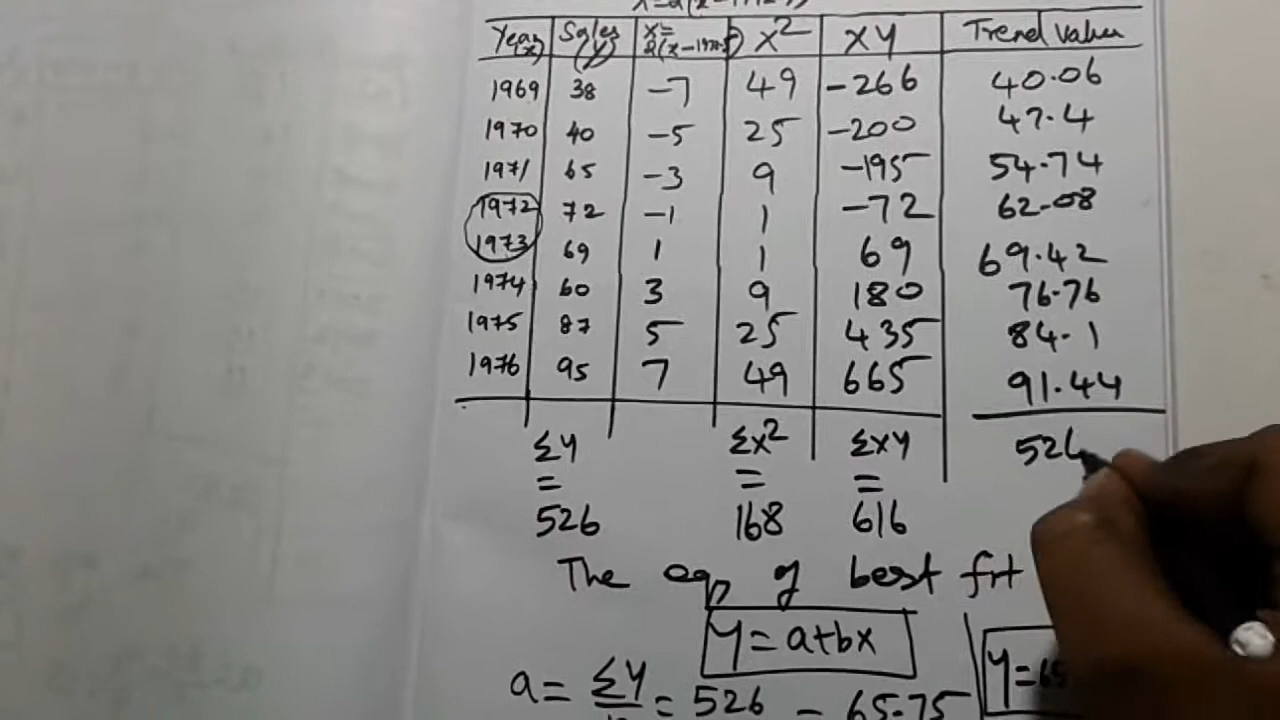 Year (x) Sales (y) X= 2(x-1972.5) X² XY Trend Values
1969 38 -7 49 -266 40.06
1970 40 -5 25 -200 47.4
1971 65 -3 9 -195 54.74
1972 72 -1 1 -72 62.08
1973 69 1 1 69 69.42
1974 60 3 9 180 76.76
1975 87 5 25 435 84.1
1976 95 7 49 665 91.44
Σy Σx² Σxy 526
= = =
526 168 616
The eqn of best fit
y = a+bx
a = Σy = 526 = 65.75 y=65